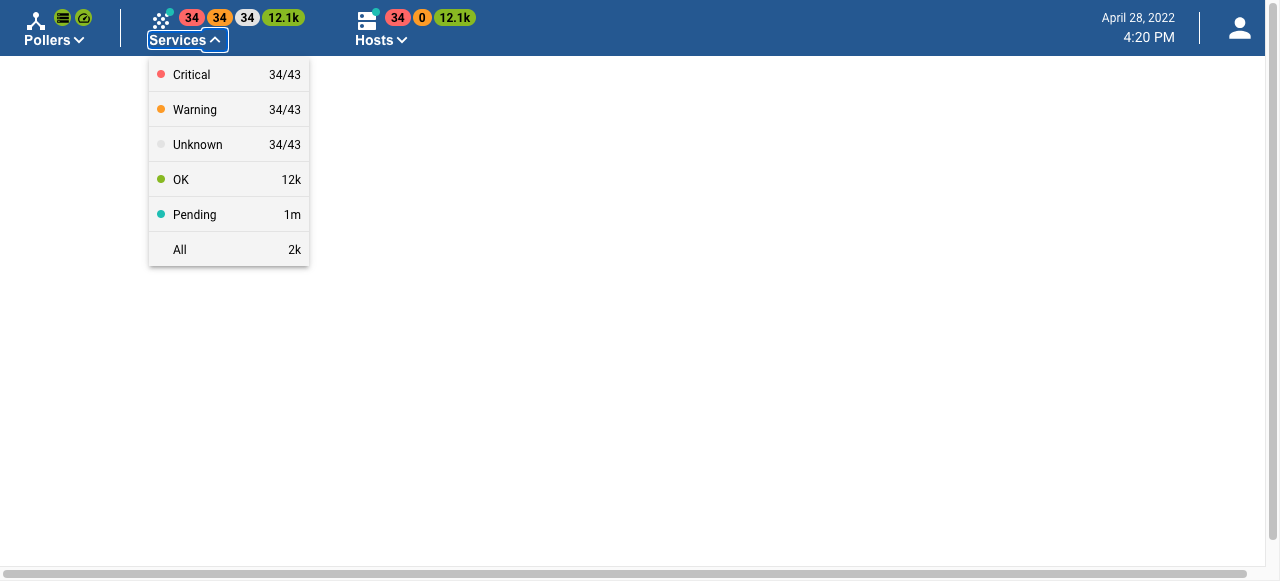 34 34 34 12.1k
34 0 12.1k
Pollers
Services
Hosts
April 28, 2022
4:20 PM
Critical 34/43
Warning 34/43
Unknown 34/43
OK 12k
Pending 1m
All 2k